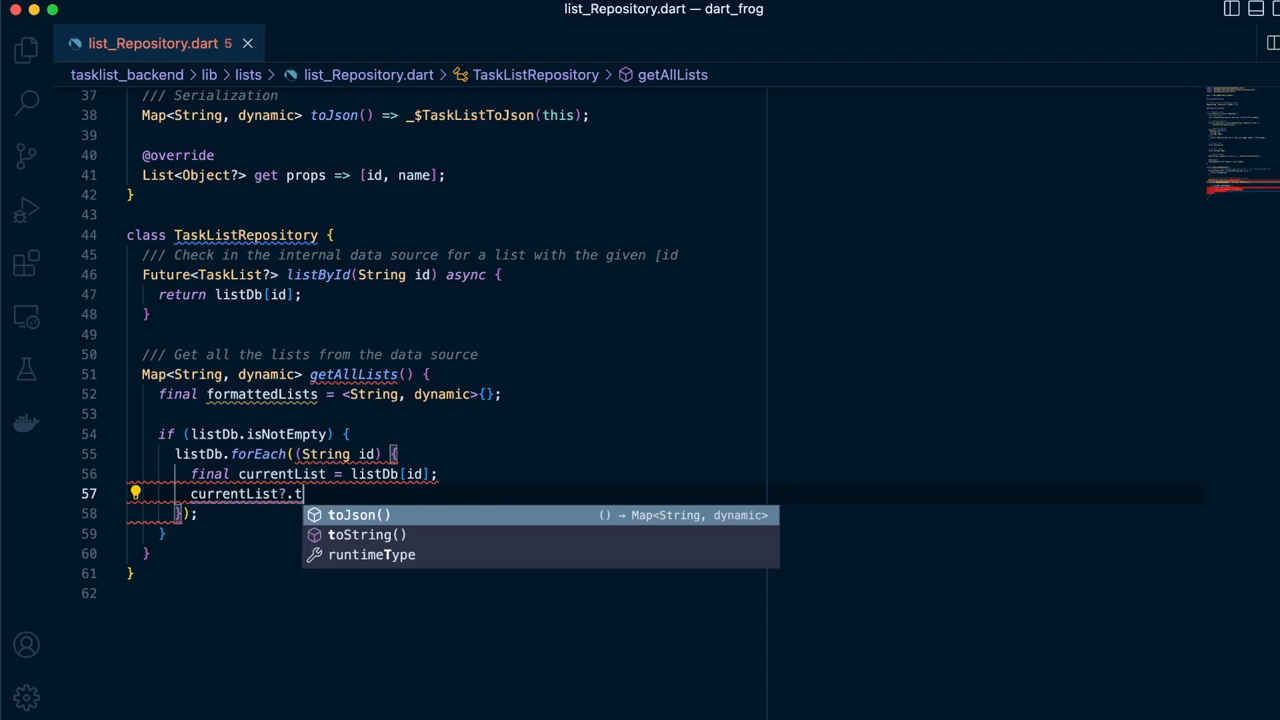 list_Repository.dart — dart_frog
list_Repository.dart 5
tasklist_backend > lib > lists > list_Repository.dart > TaskListRepository > getAllLists
37 /// Serialization
38 Map<String, dynamic> toJson() => _$TaskListToJson(this);
39
40 @override
41 List<Object?> get props => [id, name];
42 }
43
44 class TaskListRepository {
45 /// Check in the internal data source for a list with the given [id
46 Future<TaskList?> listById(String id) async {
47 return listDb[id];
48 }
49
50 /// Get all the lists from the data source
51 Map<String, dynamic> getAllLists() {
52 final formattedLists = <String, dynamic>{};
53
54 if (listDb.isNotEmpty) {
55 listDb.forEach((String id) {
56 final currentList = listDb[id];
57 currentList?.t
58 });
toJson() () → Map<String, dynamic>
toString()
runtimeType
59 }
60 }
61 }
62